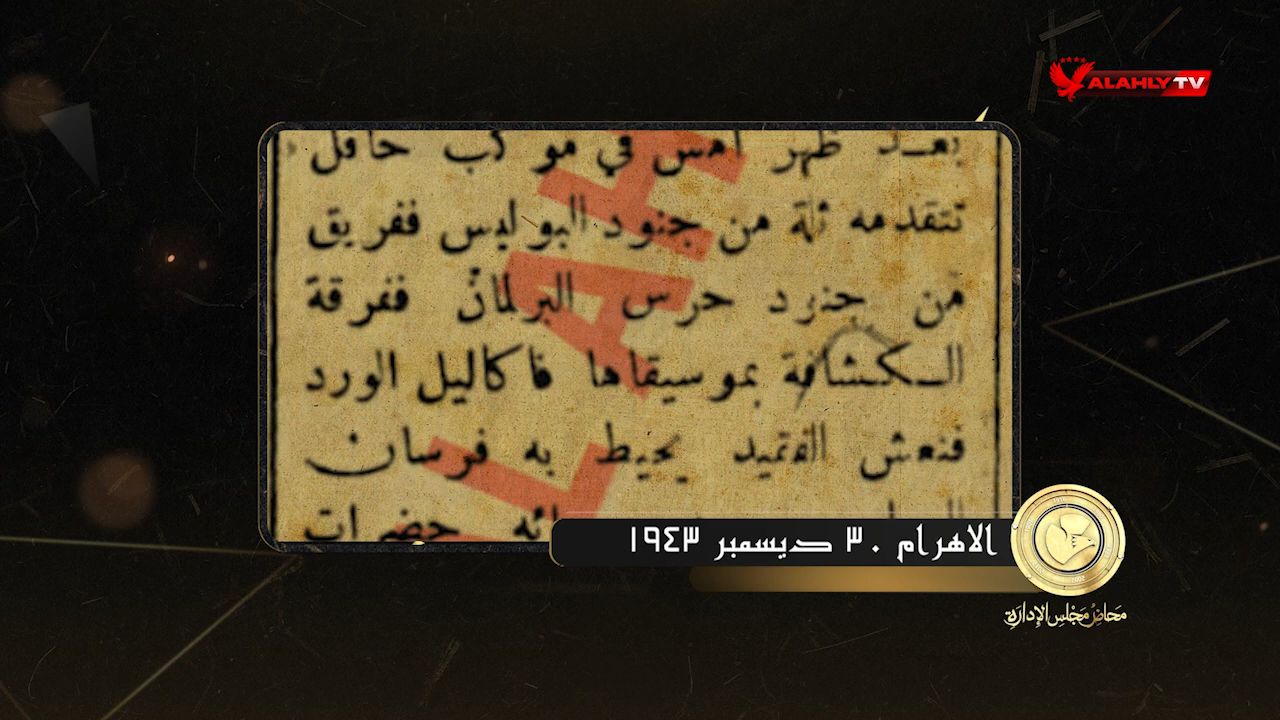 ALAHLY TV
بعد ظهر أمس في موكب حافل
تتقدمه ثلة من جنود البوليس ففريق
من جنود حرس البرلمان ففرقة
الكشافة بموسيقاها فاكاليل الورد
فنعش الفقيد يحيط به فرسان
حضرات
الاهرام ٣٠ ديسمبر ١٩٤٣
محاضر مجلس الإدارة